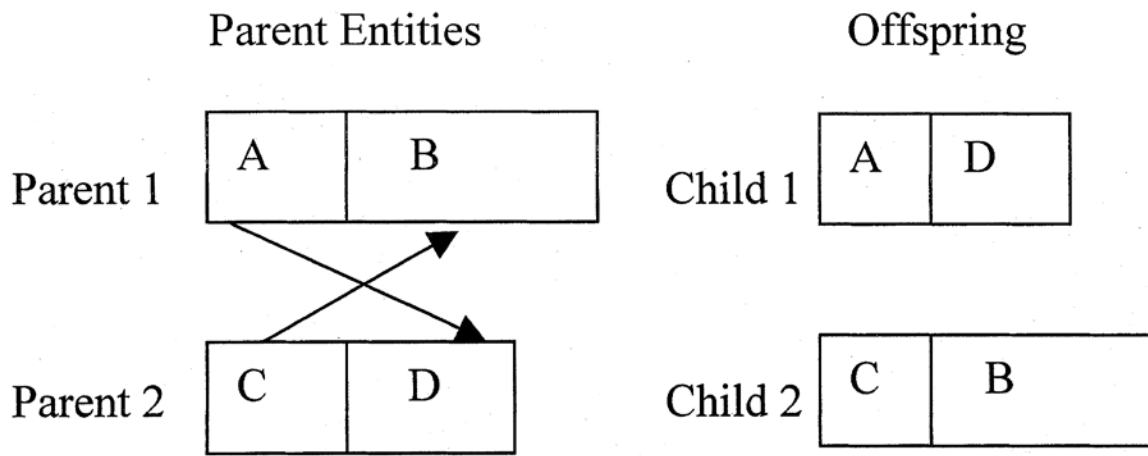 Parent Entities Offspring
A B A D
Parent 1 Child 1
C D C B
Parent 2 Child 2